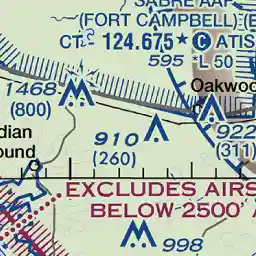 SABRE AAF
(FORT CAMPBELL) (E
CT - 124.675 ★ C ATIS
595 *L 50
1468
(800)
Oakwoo
910
(260)
922
(311)
dian
ound
EXCLUDES AIRS
BELOW 2500' A
998